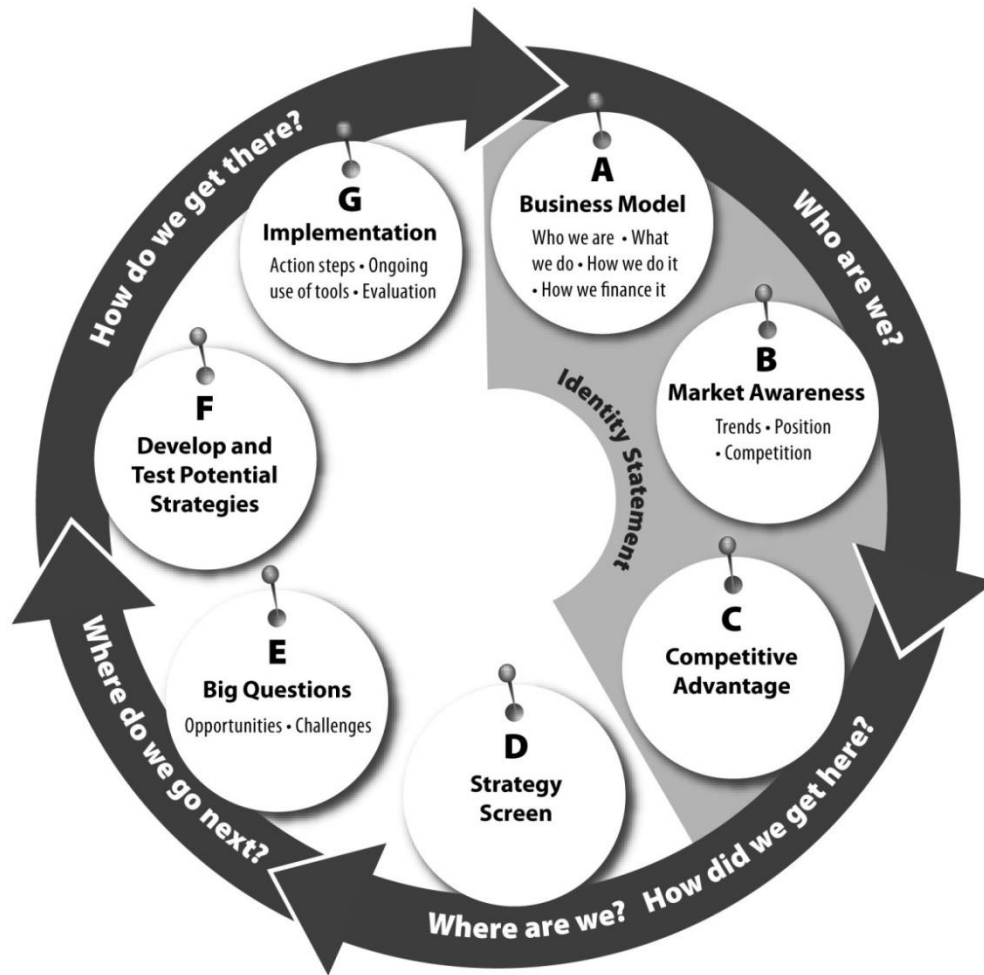 A
Business Model
Who we are • What
we do • How we do it
• How we finance it
B
Market Awareness
Trends • Position
• Competition
C
Competitive
Advantage
D
Strategy
Screen
E
Big Questions
Opportunities • Challenges
F
Develop and
Test Potential
Strategies
G
Implementation
Action steps • Ongoing
use of tools • Evaluation
Identity Statement
Who are we?
How did we get here?
Where are we?
Where do we go next?
How do we get there?